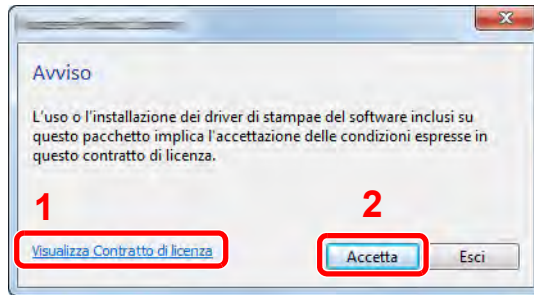 Avviso
L'uso o l'installazione dei driver di stampae del software inclusi su
questo pacchetto implica l'accettazione delle condizioni espresse in
questo contratto di licenza.
1
2
Visualizza Contratto di licenza
Accetta
Esci